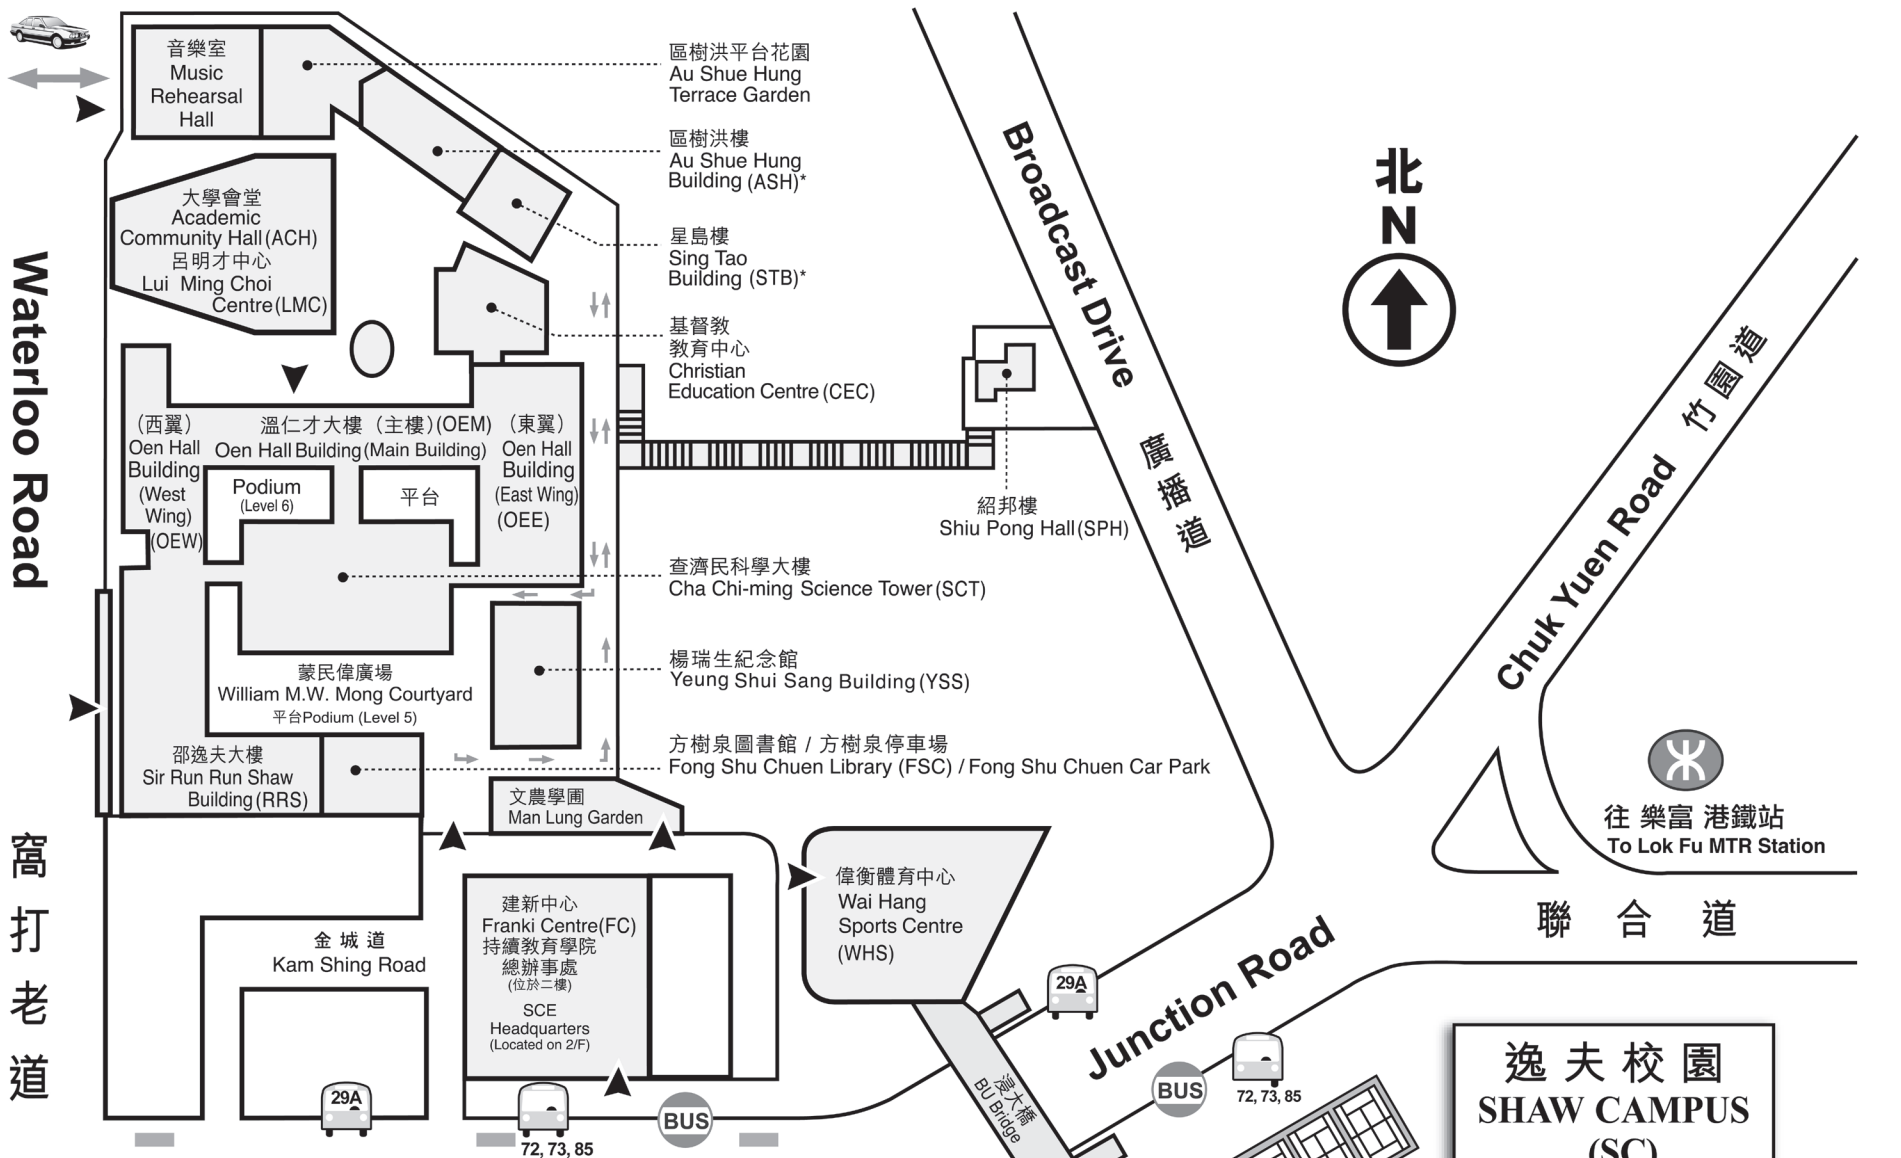 音樂室
Music
Rehearsal
Hall
區樹洪平台花園
Au Shue Hung
Terrace Garden
區樹洪樓
Au Shue Hung
Building (ASH)*
星島樓
Sing Tao
Building (STB)*
基督敎
敎育中心
Christian
Education Centre (CEC)
大學會堂
Academic
Community Hall (ACH)
呂明才中心
Lui Ming Choi
Centre (LMC)
Waterloo Road
窩打老道
(西翼)
Oen Hall
Building
(West
Wing)
(OEW)
溫仁才大樓 (主樓) (OEM)
Oen Hall Building (Main Building)
(東翼)
Oen Hall
Building
(East Wing)
(OEE)
Podium
(Level 6)
平台
紹邦樓
Shiu Pong Hall (SPH)
查濟民科學大樓
Cha Chi-ming Science Tower (SCT)
蒙民偉廣場
William M.W. Mong Courtyard
平台Podium (Level 5)
楊瑞生紀念館
Yeung Shui Sang Building (YSS)
邵逸夫大樓
Sir Run Run Shaw
Building (RRS)
方樹泉圖書館 / 方樹泉停車場
Fong Shu Chuen Library (FSC) / Fong Shu Chuen Car Park
文農學圃
Man Lung Garden
建新中心
Franki Centre (FC)
持續教育學院
總辦事處
(位於二樓)
SCE
Headquarters
(Located on 2/F)
偉衡體育中心
Wai Hang
Sports Centre
(WHS)
金城道
Kam Shing Road
29A
72, 73, 85
BUS
浸大橋
BU Bridge
29A
BUS
72, 73, 85
Junction Road
聯合道
Broadcast Drive
廣播道
北
N
Chuk Yuen Road
竹園道
往 樂富 港鐵站
To Lok Fu MTR Station
逸夫校園
SHAW CAMPUS
(SC)